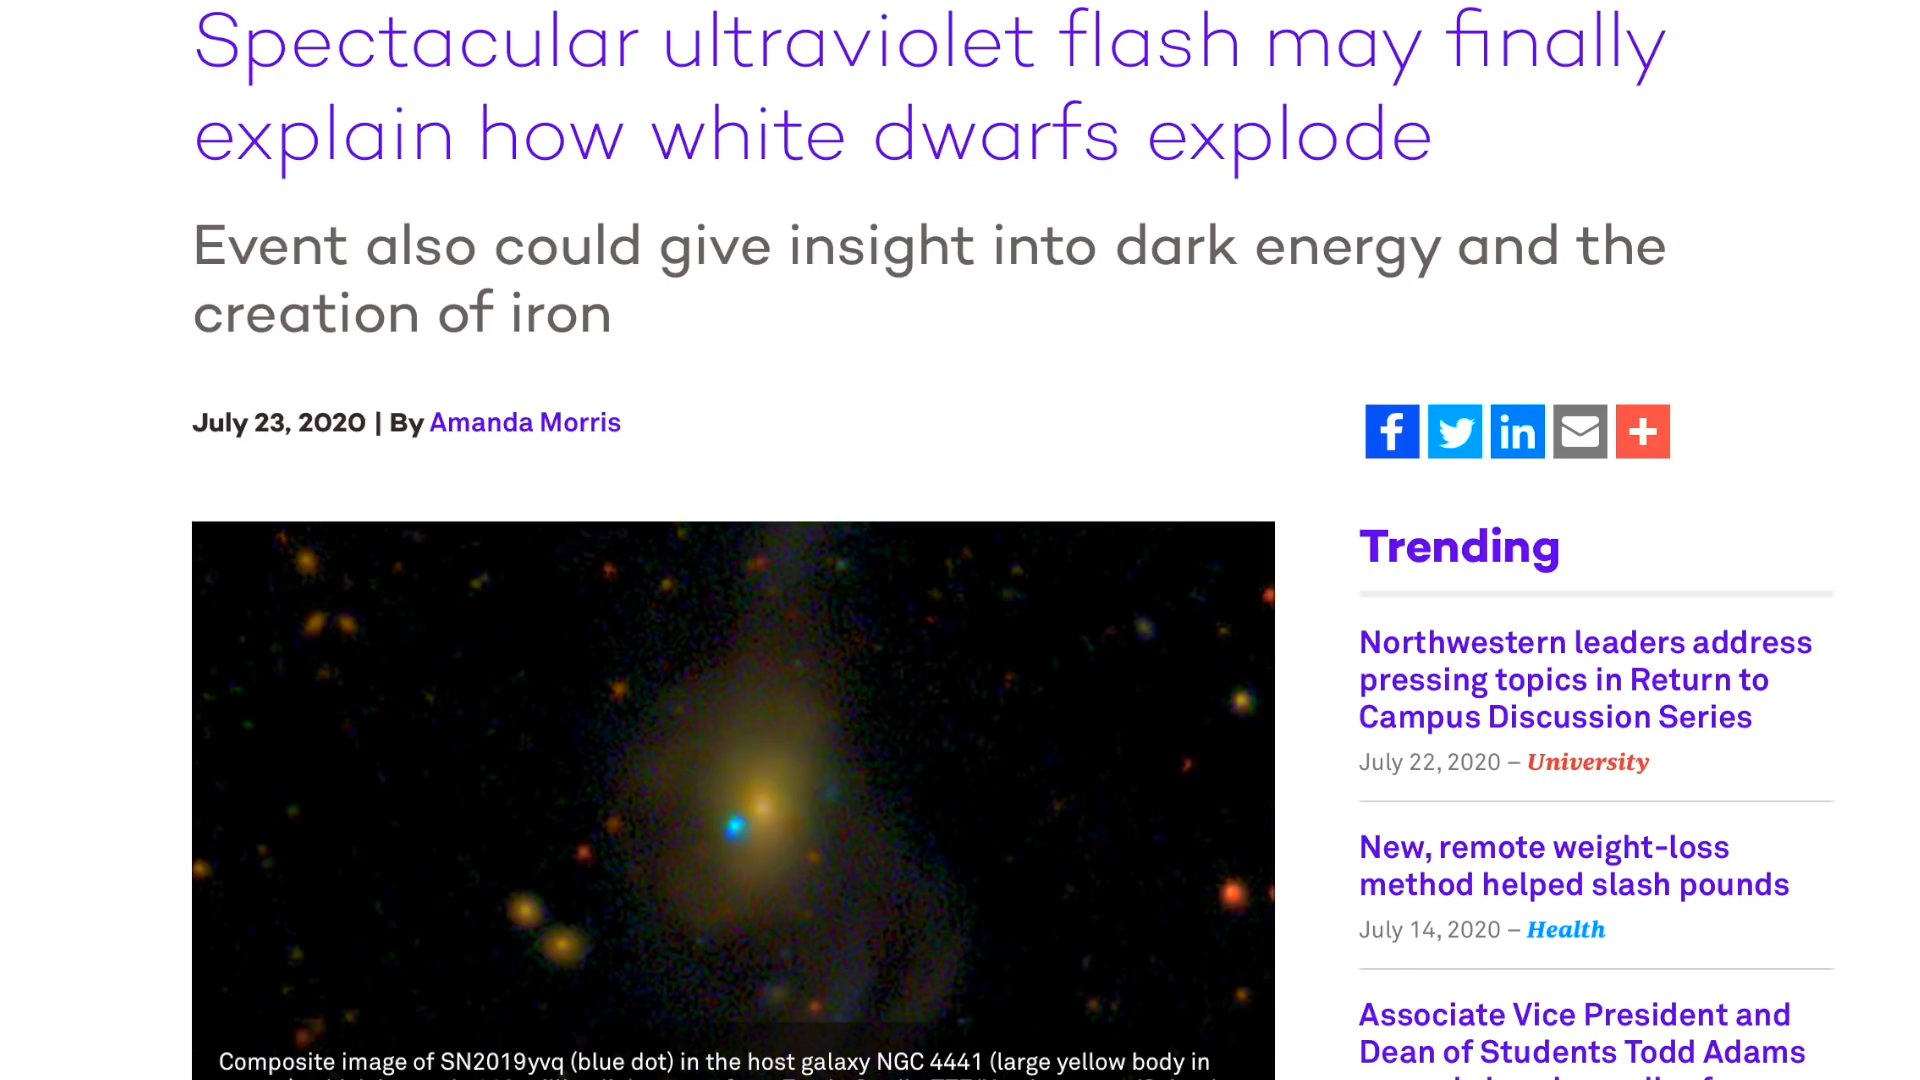 Spectacular ultraviolet flash may finally
explain how white dwarfs explode
Event also could give insight into dark energy and the
creation of iron
July 23, 2020 | By Amanda Morris
f
in
Trending
Northwestern leaders address
pressing topics in Return to
Campus Discussion Series
July 22, 2020 – University
New, remote weight-loss
method helped slash pounds
July 14, 2020 – Health
Associate Vice President and
Dean of Students Todd Adams
Composite image of SN2019yvq (blue dot) in the host galaxy NGC 4441 (large yellow body in